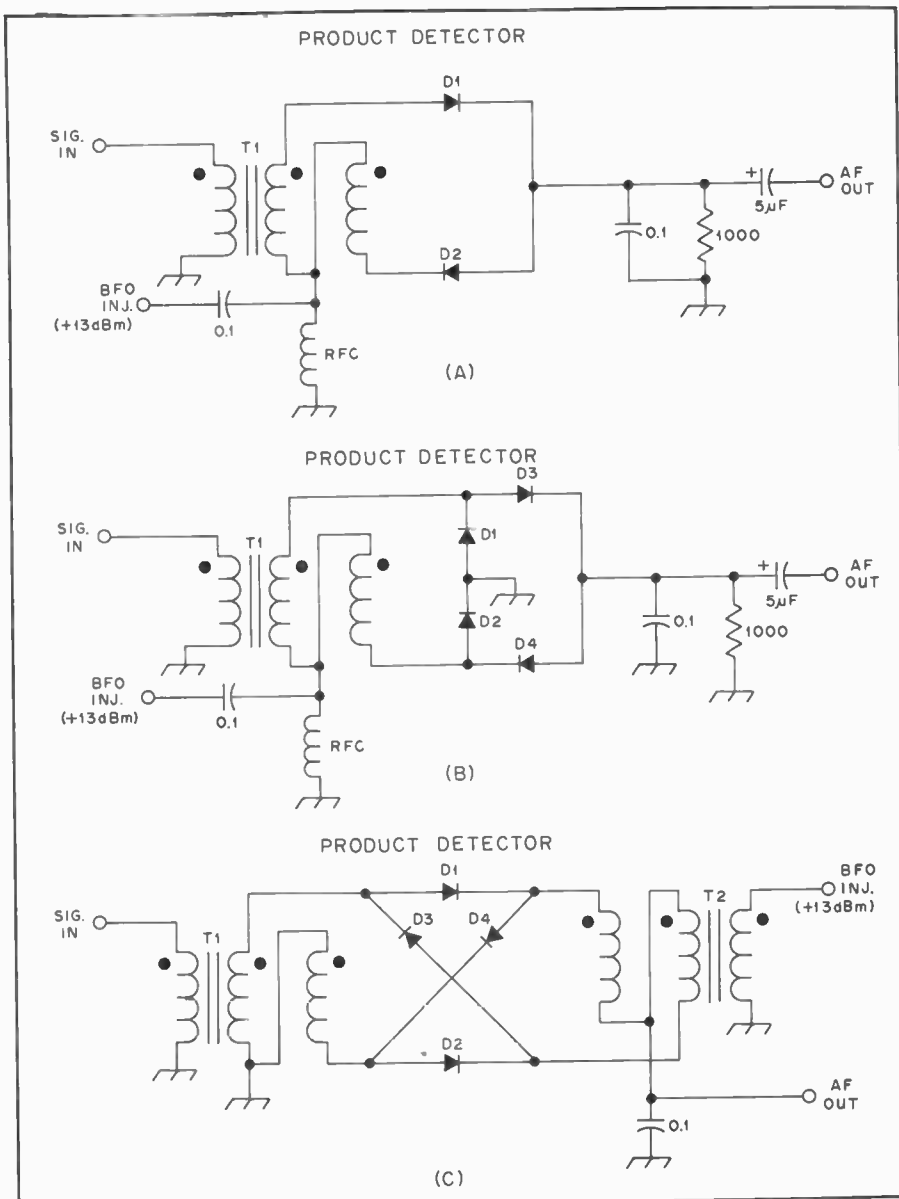 PRODUCT DETECTOR
D1
SIG.
IN
T1
AF
OUT
+
5µF
0.1
1000
D2
BFO
INJ.
(+13dBm)
0.1
RFC
(A)
PRODUCT DETECTOR
D3
SIG.
IN
T1
D1
AF
OUT
+
5µF
D2
0.1
1000
D4
BFO
INJ.
(+13dBm)
0.1
RFC
(B)
PRODUCT DETECTOR
D1
BFO
INJ.
(+13dBm)
SIG.
IN
T1
D3
D4
T2
D2
AF
OUT
0.1
(C)